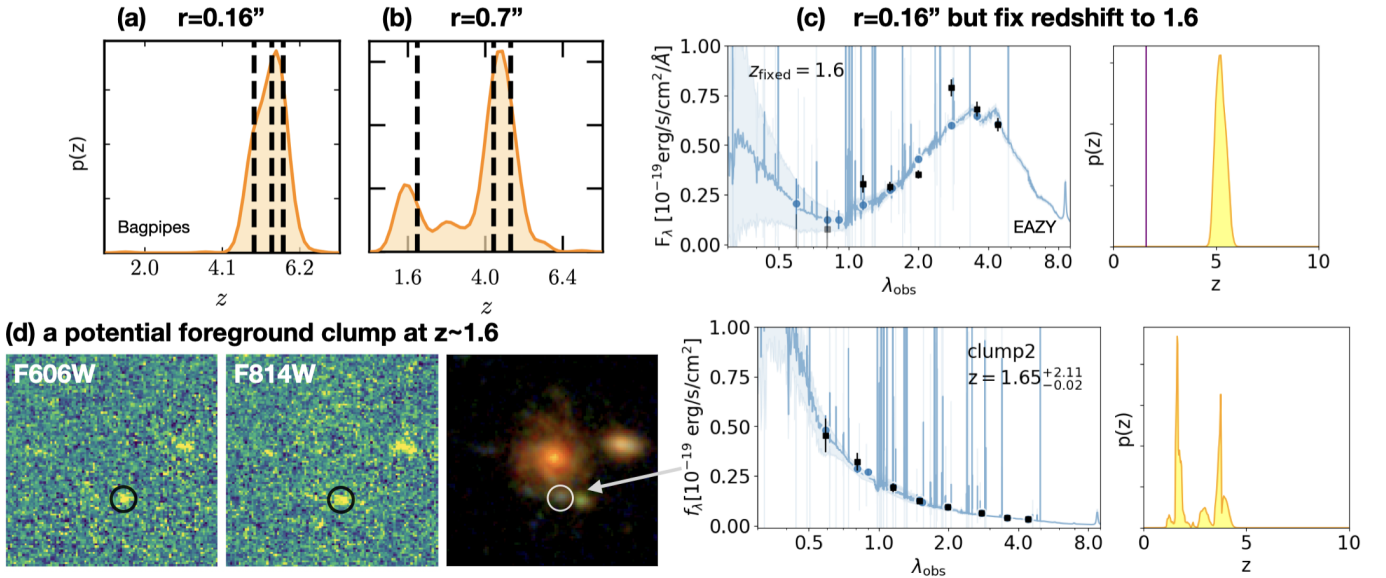 (a) r=0.16”
(b) r=0.7”
(c) r=0.16” but fix redshift to 1.6
p(z)
Bagpipes
2.0 4.1 6.2
z
1.6 4.0 6.4
z
F_λ [10^−19 erg/s/cm²/Å]
1.00
0.75
0.50
0.25
0.00
z_fixed = 1.6
EAZY
0.5 1.0 2.0 4.0 8.0
λ_obs
p(z)
0 5 10
z
(d) a potential foreground clump at z~1.6
F606W
F814W
f_λ[10^−19 erg/s/cm²]
1.00
0.75
0.50
0.25
0.00
clump2
z = 1.65^{+2.11}_{−0.02}
0.5 1.0 2.0 4.0 8.0
λ_obs
p(z)
0 5 10
z